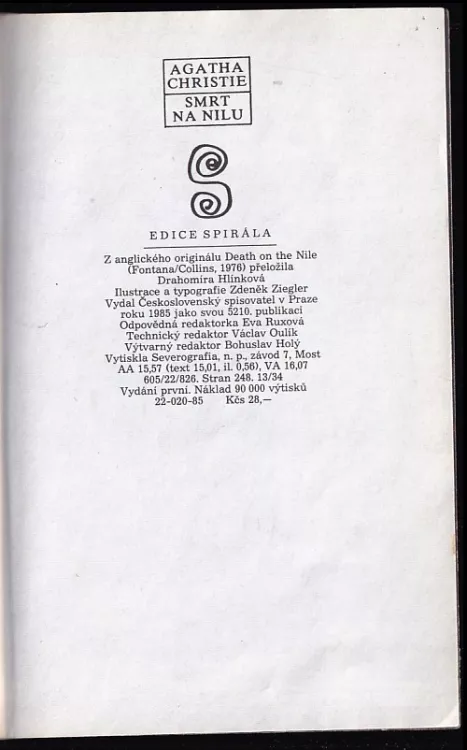 AGATHA
CHRISTIE
SMRT
NA NILU
EDICE SPIRÁLA
Z anglického originálu Death on the Nile
(Fontana/Collins, 1976) přeložila
Drahomíra Hlínková
Ilustrace a typografie Zdeněk Ziegler
Vydal Československý spisovatel v Praze
roku 1985 jako svou 5210. publikaci
Odpovědná redaktorka Eva Ruxová
Technický redaktor Václav Oulík
Výtvarný redaktor Bohuslav Holý
Vytiskla Severografia, n. p., závod 7, Most
AA 15,57 (text 15,01, il. 0,56), VA 16,07
605/22/826. Stran 248. 13/34
Vydání první. Náklad 90 000 výtisků
22-020-85 Kčs 28,—